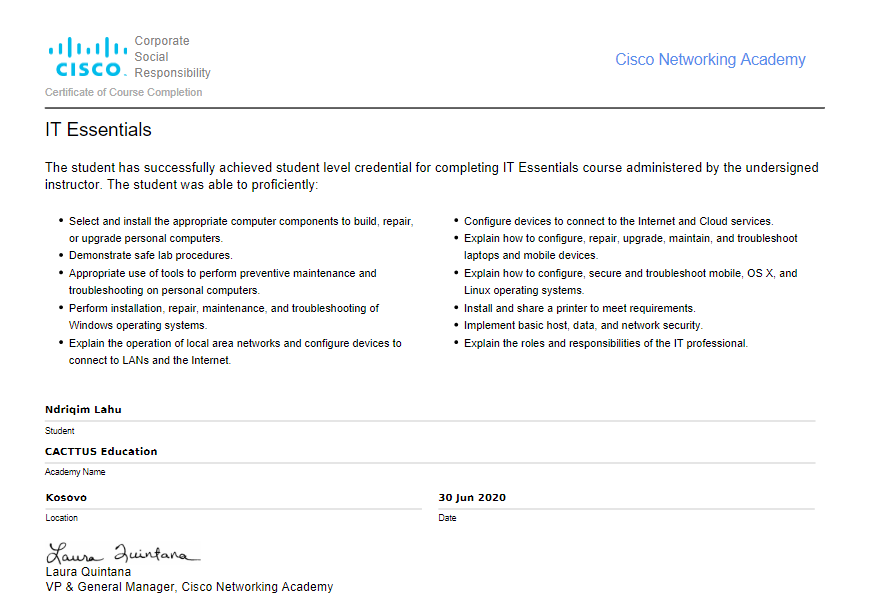 Corporate
Social
Responsibility
CISCO
Cisco Networking Academy
Certificate of Course Completion
IT Essentials
The student has successfully achieved student level credential for completing IT Essentials course administered by the undersigned
instructor. The student was able to proficiently:
• Select and install the appropriate computer components to build, repair,
or upgrade personal computers.
• Demonstrate safe lab procedures.
• Appropriate use of tools to perform preventive maintenance and
troubleshooting on personal computers.
• Perform installation, repair, maintenance, and troubleshooting of
Windows operating systems.
• Explain the operation of local area networks and configure devices to
connect to LANs and the Internet.
• Configure devices to connect to the Internet and Cloud services.
• Explain how to configure, repair, upgrade, maintain, and troubleshoot
laptops and mobile devices.
• Explain how to configure, secure and troubleshoot mobile, OS X, and
Linux operating systems.
• Install and share a printer to meet requirements.
• Implement basic host, data, and network security.
• Explain the roles and responsibilities of the IT professional.
Ndriqim Lahu
Student
CACTTUS Education
Academy Name
Kosovo
Location
30 Jun 2020
Date
Laura Quintana
Laura Quintana
VP & General Manager, Cisco Networking Academy